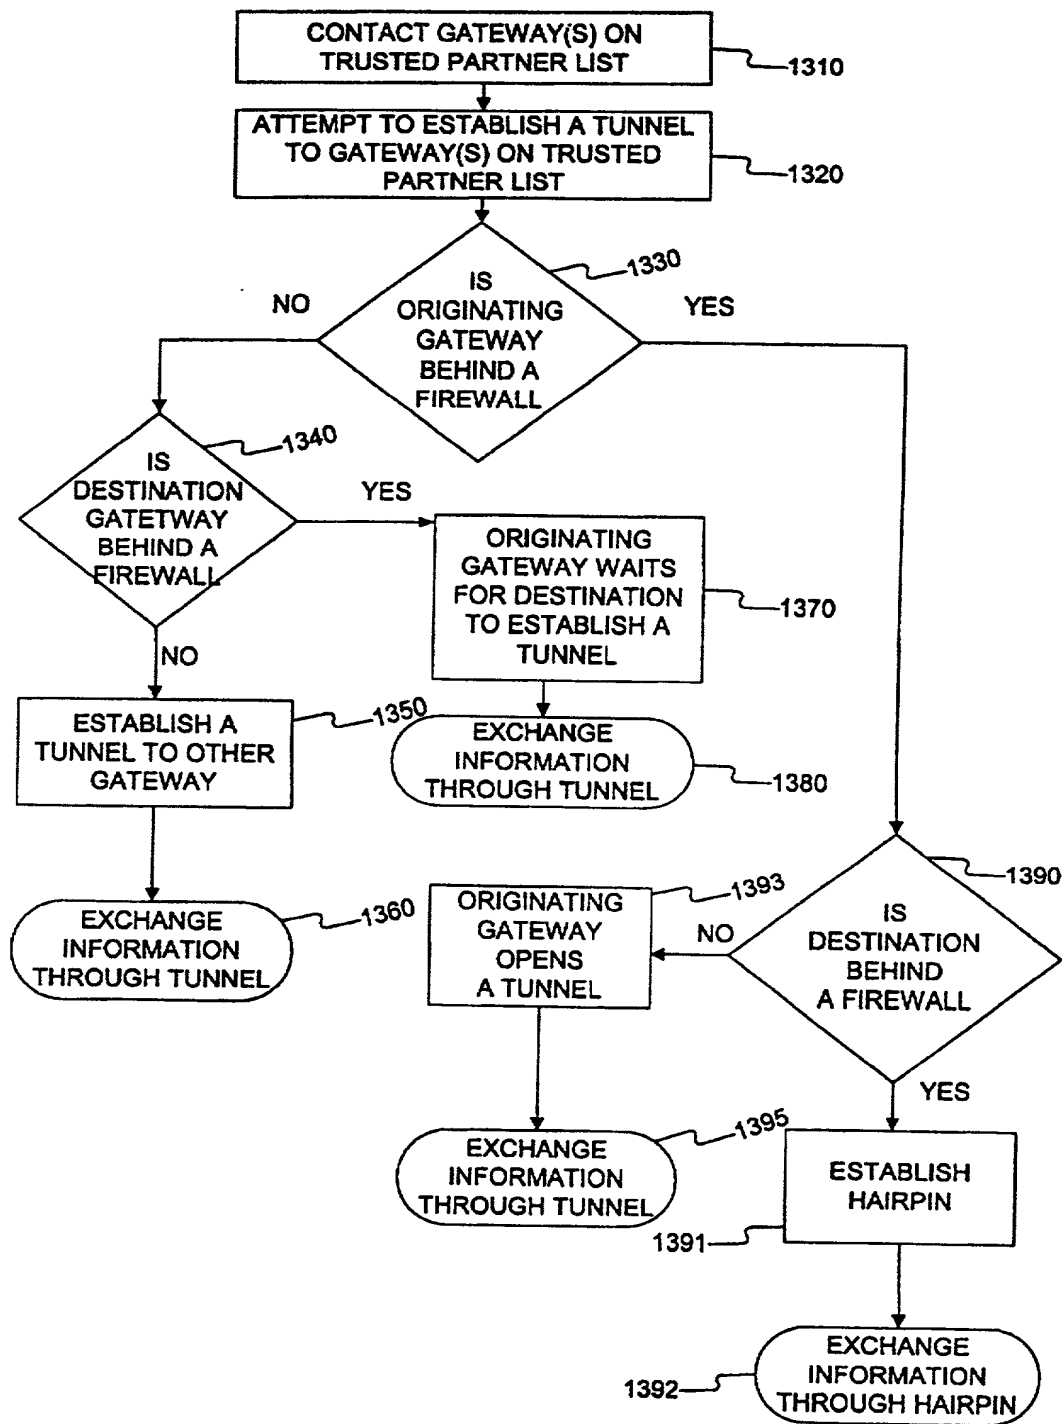 CONTACT GATEWAY(S) ON
TRUSTED PARTNER LIST
1310
ATTEMPT TO ESTABLISH A TUNNEL
TO GATEWAY(S) ON TRUSTED
PARTNER LIST
1320
IS
ORIGINATING
GATEWAY
BEHIND A
FIREWALL
1330
NO
YES
IS
DESTINATION
GATETWAY
BEHIND A
FIREWALL
1340
YES
NO
ORIGINATING
GATEWAY WAITS
FOR DESTINATION
TO ESTABLISH A
TUNNEL
1370
ESTABLISH A
TUNNEL TO OTHER
GATEWAY
1350
EXCHANGE
INFORMATION
THROUGH TUNNEL
1380
EXCHANGE
INFORMATION
THROUGH TUNNEL
1360
ORIGINATING
GATEWAY
OPENS
A TUNNEL
1393
NO
IS
DESTINATION
BEHIND
A FIREWALL
1390
YES
EXCHANGE
INFORMATION
THROUGH TUNNEL
1395
ESTABLISH
HAIRPIN
1391
EXCHANGE
INFORMATION
THROUGH HAIRPIN
1392